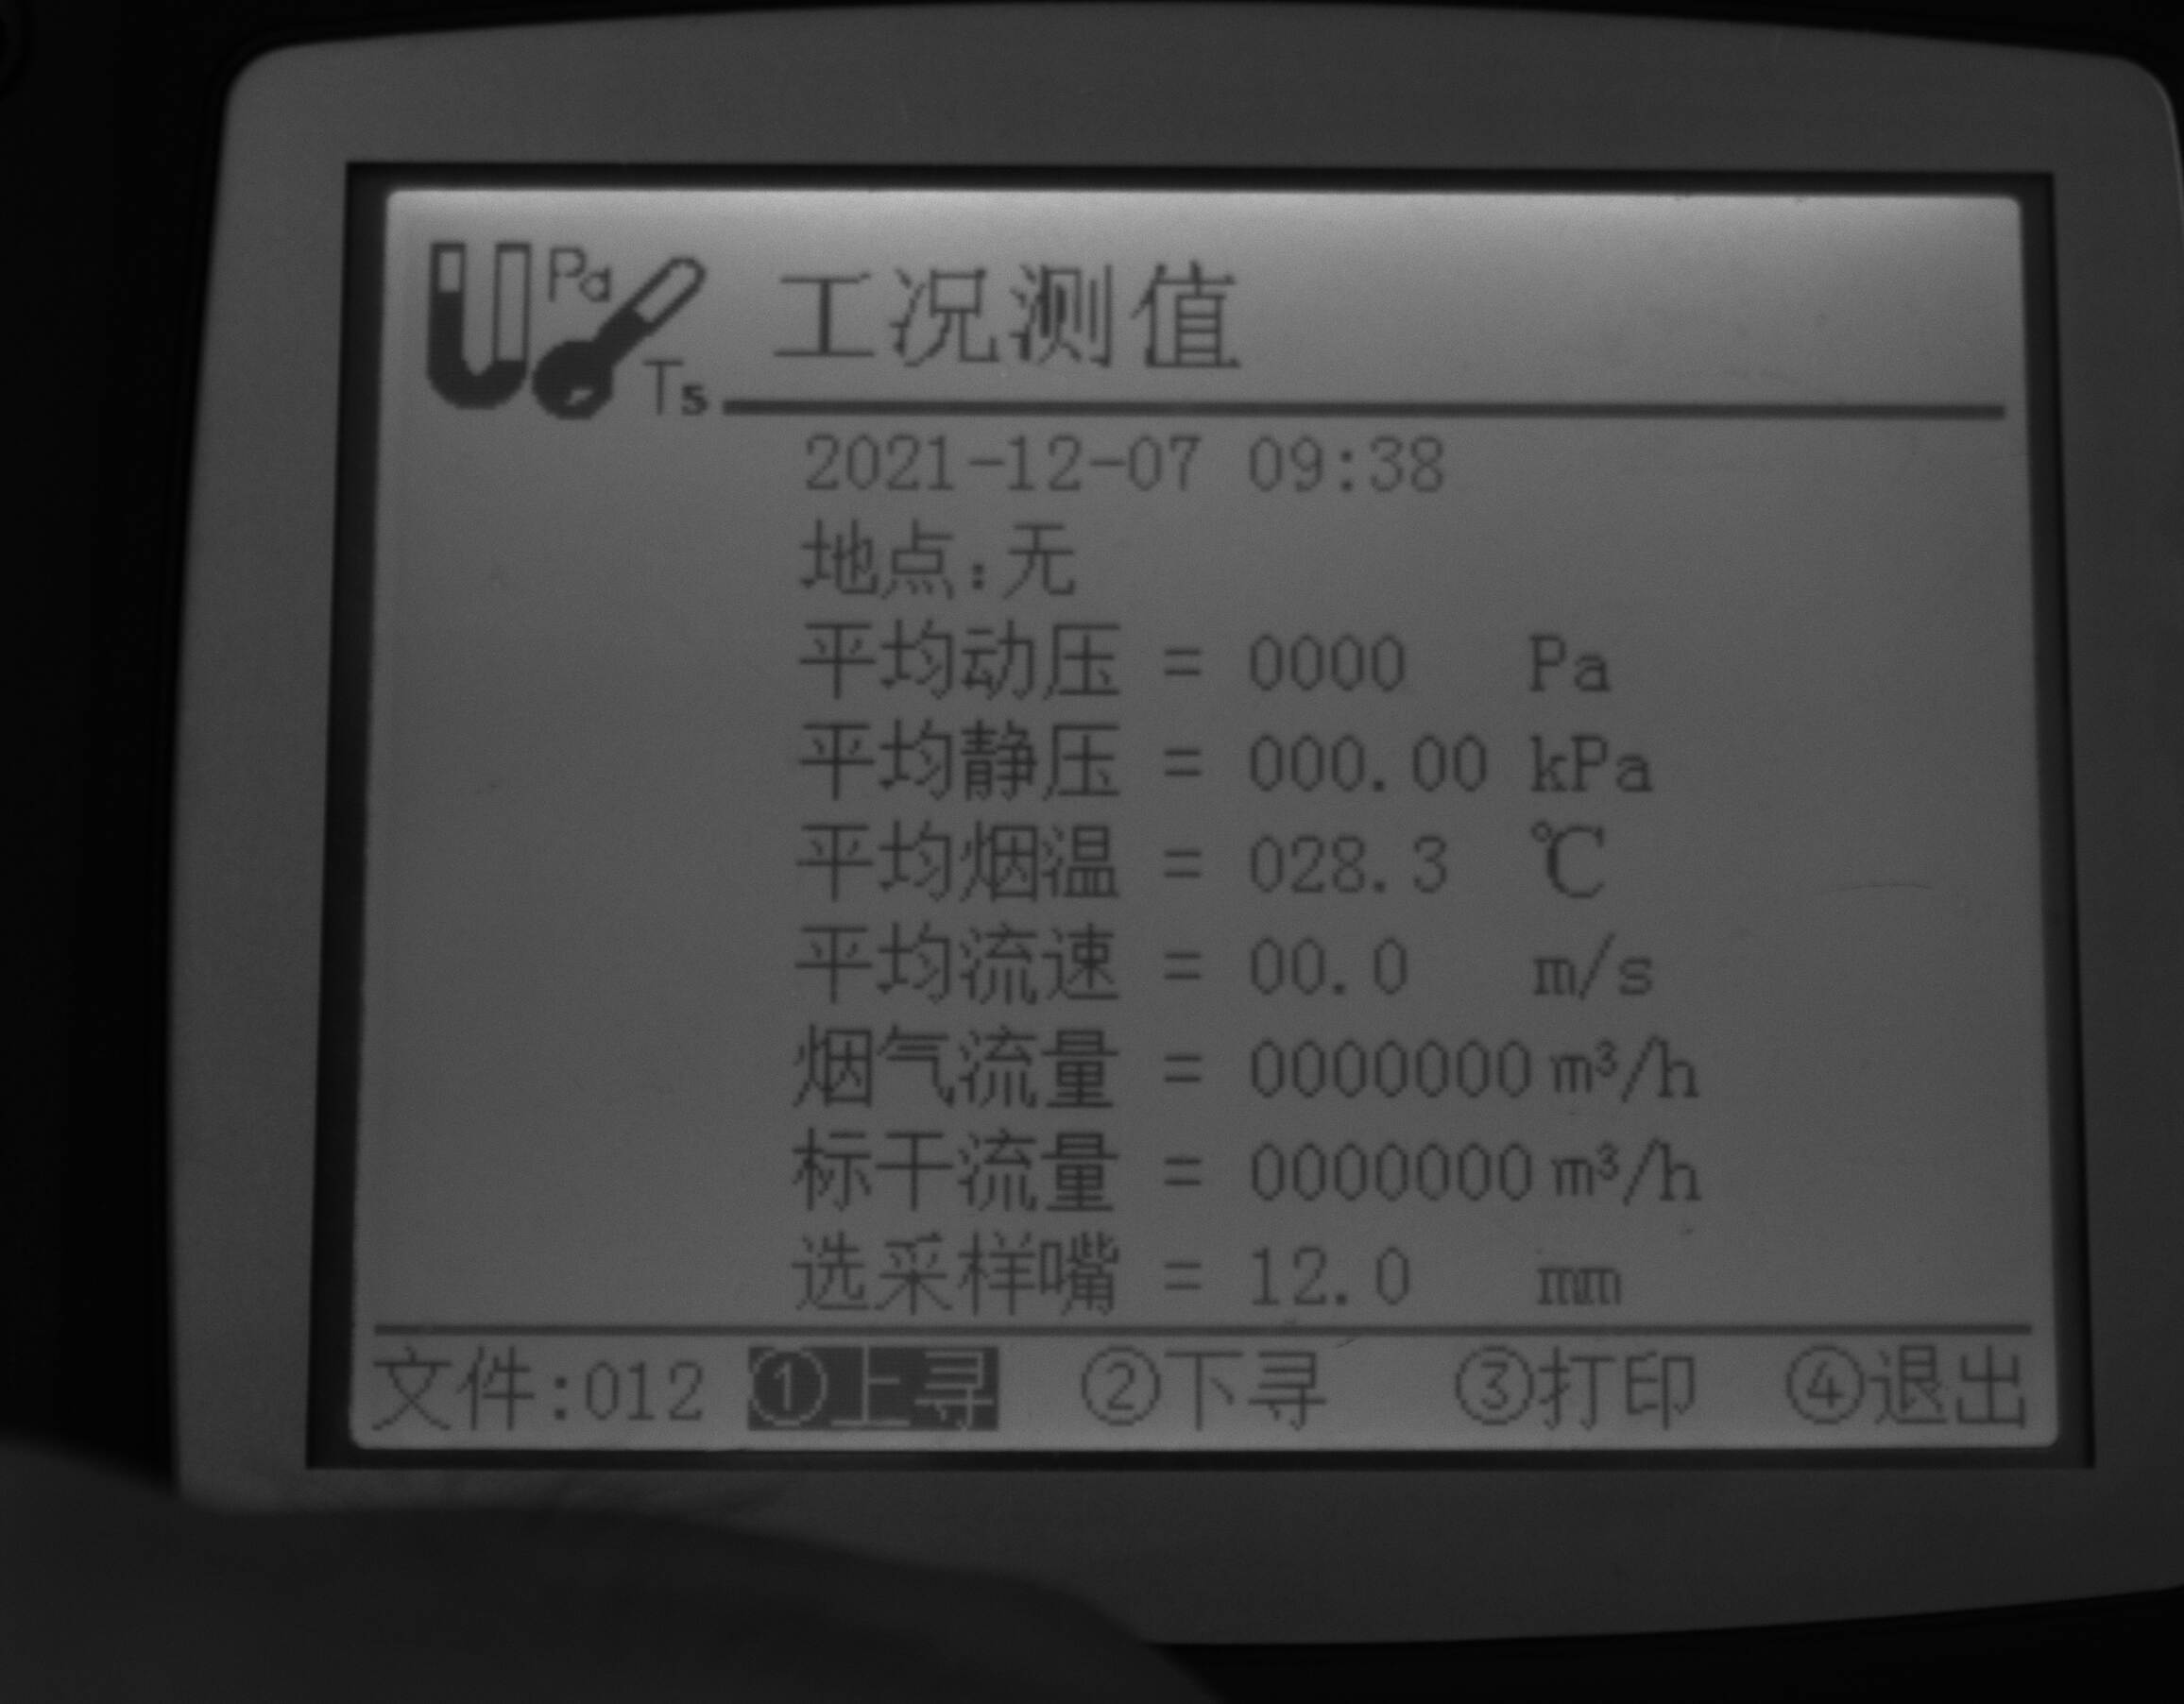 Pa
Ts
工况测值
2021-12-07 09:38
地点:无
平均动压 = 0000 Pa
平均静压 = 000.00 kPa
平均烟温 = 028.3 ℃
平均流速 = 00.0 m/s
烟气流量 = 0000000 m³/h
标干流量 = 0000000 m³/h
选采样嘴 = 12.0 mm
文件:012 ①上寻 ②下寻 ③打印 ④退出